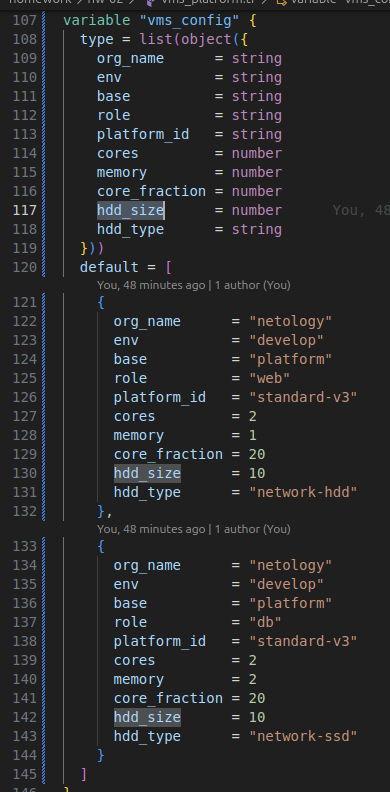 homework / hw-02 / vms_platform.tf > variable "vms_co
107 variable "vms_config" {
108   type = list(object({
109     org_name      = string
110     env           = string
111     base          = string
112     role          = string
113     platform_id   = string
114     cores         = number
115     memory        = number
116     core_fraction = number
117     hdd_size      = number You, 48
118     hdd_type      = string
119   }))
120   default = [
You, 48 minutes ago | 1 author (You)
121     {
122       org_name      = "netology"
123       env           = "develop"
124       base          = "platform"
125       role          = "web"
126       platform_id   = "standard-v3"
127       cores         = 2
128       memory        = 1
129       core_fraction = 20
130       hdd_size      = 10
131       hdd_type      = "network-hdd"
132     },
You, 48 minutes ago | 1 author (You)
133     {
134       org_name      = "netology"
135       env           = "develop"
136       base          = "platform"
137       role          = "db"
138       platform_id   = "standard-v3"
139       cores         = 2
140       memory        = 2
141       core_fraction = 20
142       hdd_size      = 10
143       hdd_type      = "network-ssd"
144     }
145   ]
146 }